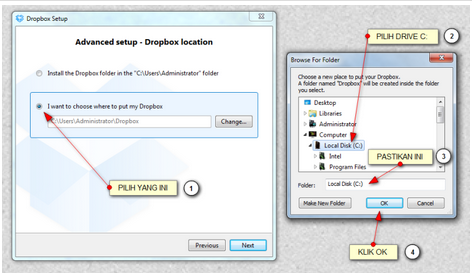 Dropbox Setup
Advanced setup - Dropbox location
Install the Dropbox folder in the "C:\Users\Administrator" folder
I want to choose where to put my Dropbox
C:\Users\Administrator\Dropbox
Change...
PILIH YANG INI
1
Previous
Next
PILIH DRIVE C:
2
Browse For Folder
Choose a new place to put your Dropbox.
A folder named "Dropbox" will be created inside the folder
you select.
Desktop
Libraries
Administrator
Computer
Local Disk (C:)
Intel
Program Files
PASTIKAN INI
3
Folder:
Local Disk (C:)
Make New Folder
OK
Cancel
KLIK OK
4